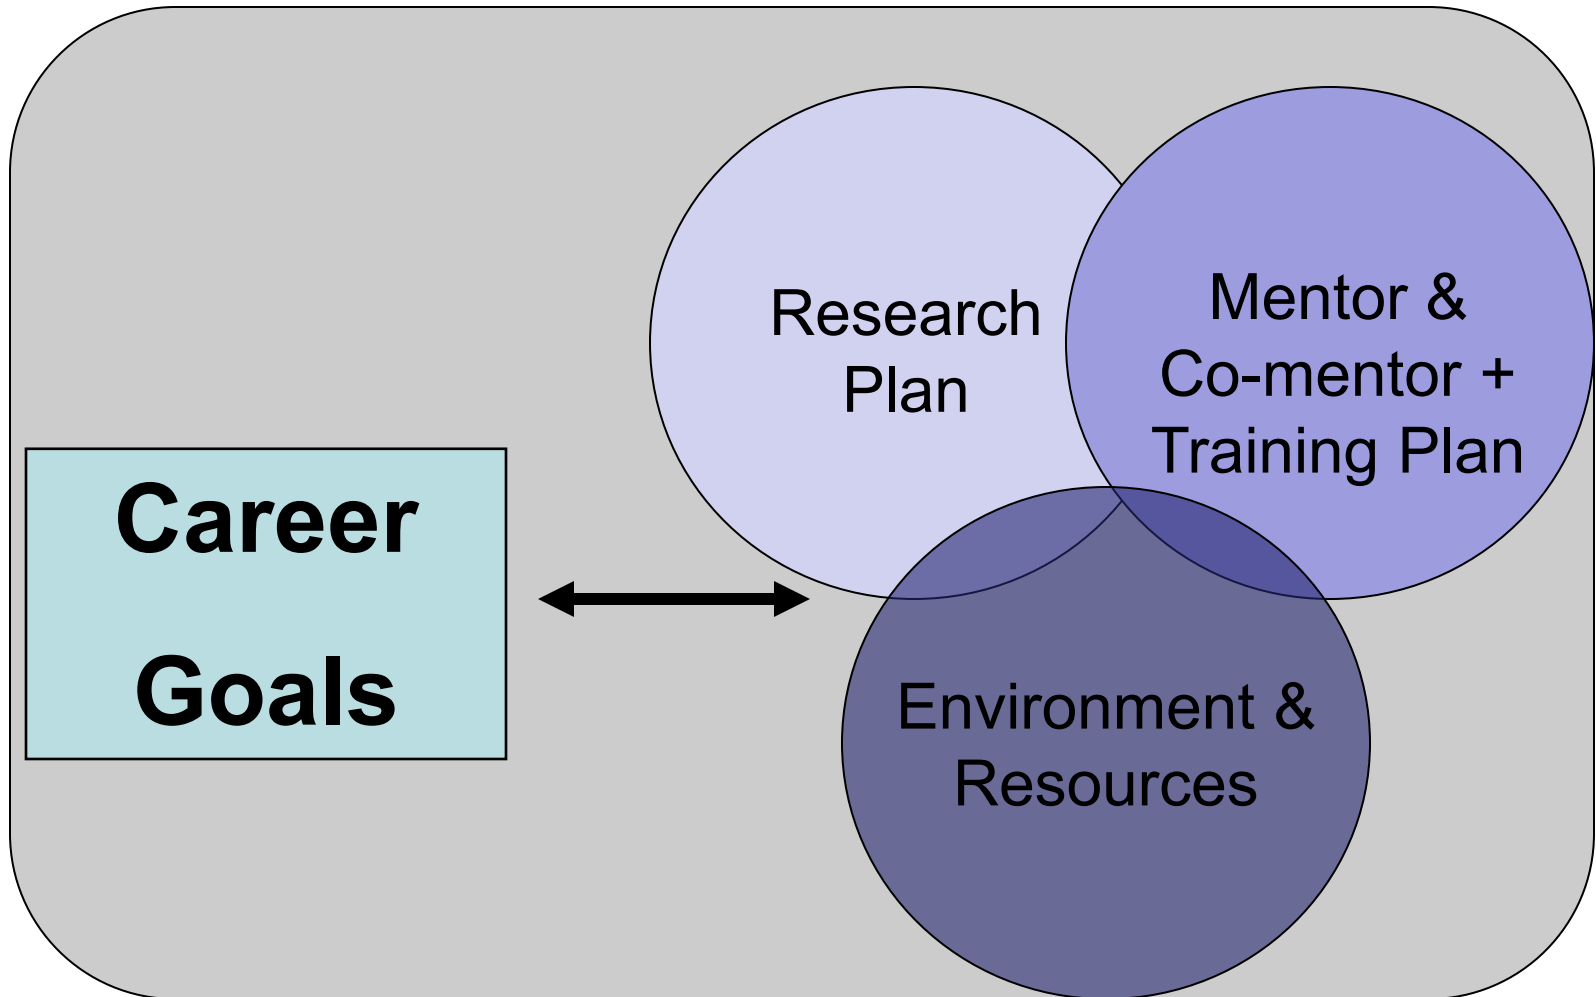 Career
Goals
Research
Plan
Mentor &
Co-mentor +
Training Plan
Environment &
Resources